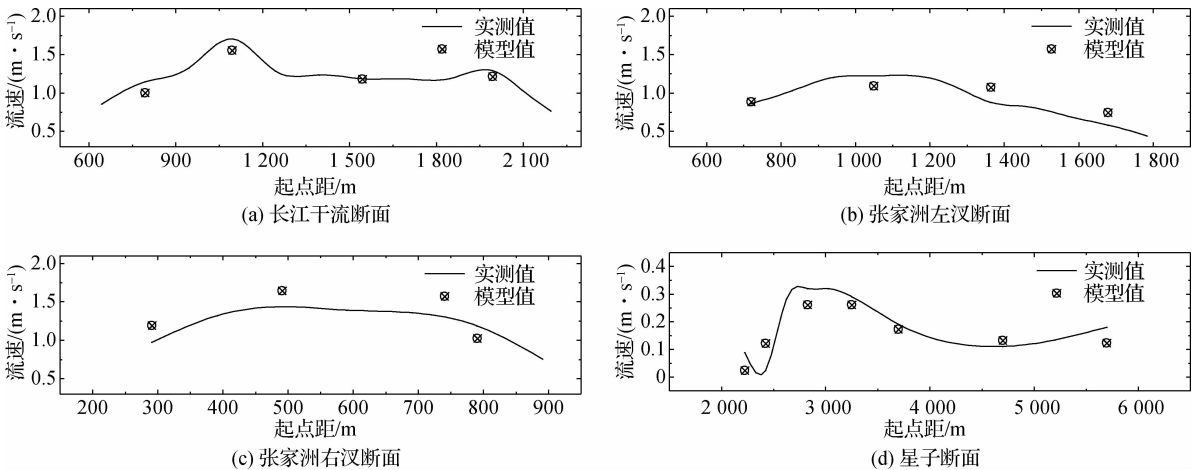 2.0
1.5
1.0
0.5
流速/(m·s⁻¹)
实测值
模型值
600 900 1 200 1 500 1 800 2 100
起点距/m
(a) 长江干流断面
2.0
1.5
1.0
0.5
流速/(m·s⁻¹)
实测值
模型值
600 800 1 000 1 200 1 400 1 600 1 800
起点距/m
(b) 张家洲左汊断面
2.0
1.5
1.0
0.5
流速/(m·s⁻¹)
实测值
模型值
200 300 400 500 600 700 800 900
起点距/m
(c) 张家洲右汊断面
0.4
0.3
0.2
0.1
0
流速/(m·s⁻¹)
实测值
模型值
2 000 3 000 4 000 5 000 6 000
起点距/m
(d) 星子断面